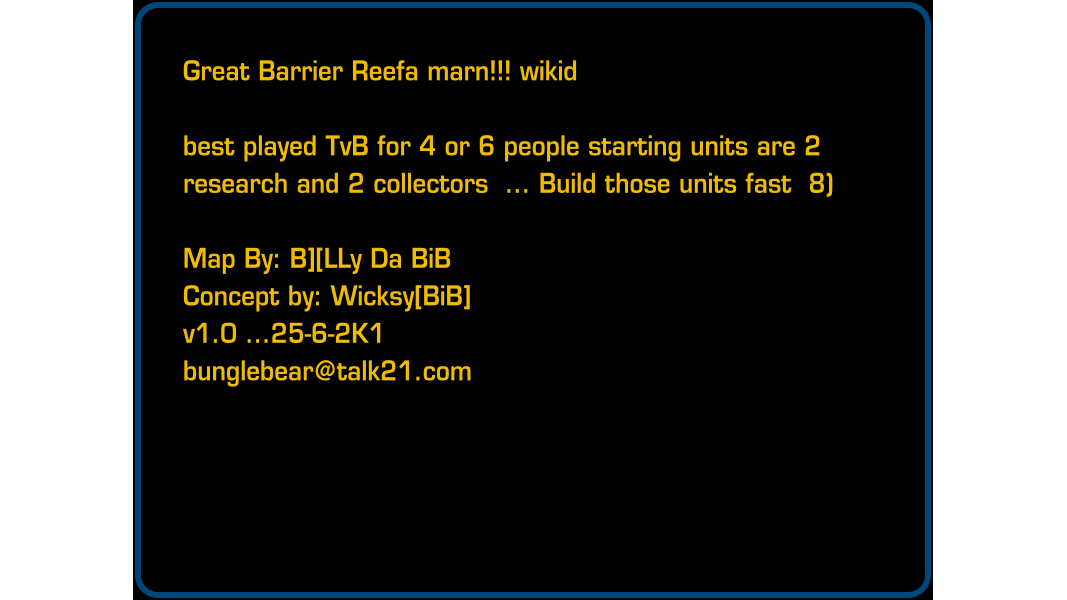 Great Barrier Reefa marn!!! wikid
best played TvB for 4 or 6 people starting units are 2
research and 2 collectors  ... Build those units fast  8)
Map By: B][LLy Da BiB
Concept by: Wicksy[BiB]
v1.0 ...25-6-2K1
bunglebear@talk21.com